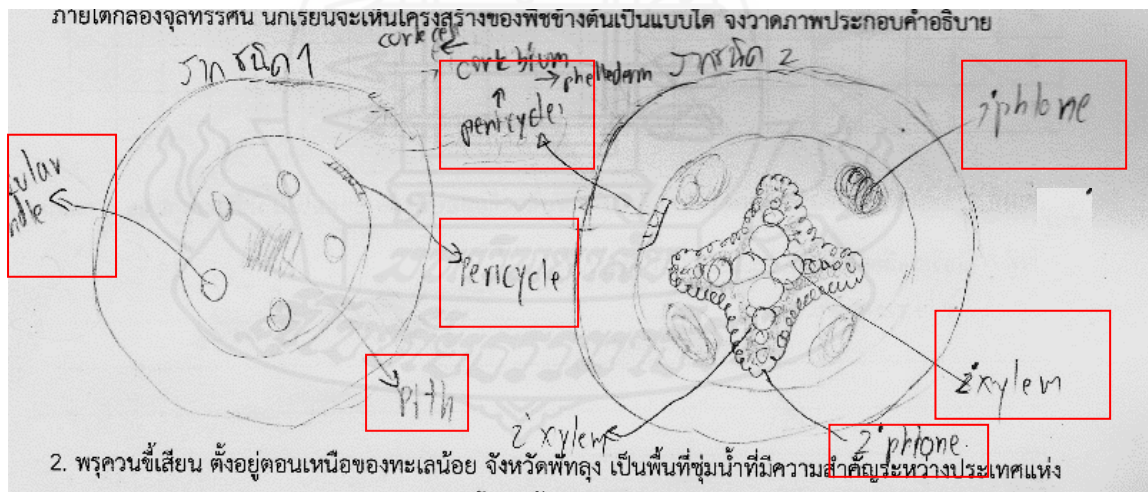 ภายใต้กล้องจุลทรรศน์ นักเรียนจะเห็นโครงสร้างของพืชข้างต้นเป็นแบบใด จงวาดภาพประกอบคำอธิบาย
รากชนิด 1
cork cell
cork bium
phelloderm
รากชนิด 2
pericycle
phlone
pericycle
pith
2°xylem
2°xylem
2°phlone
2. พรุควนขี้เสียน ตั้งอยู่ตอนเหนือของทะเลน้อย จังหวัดพัทลุง เป็นพื้นที่ชุ่มน้ำที่มีความสำคัญระหว่างประเทศแห่ง